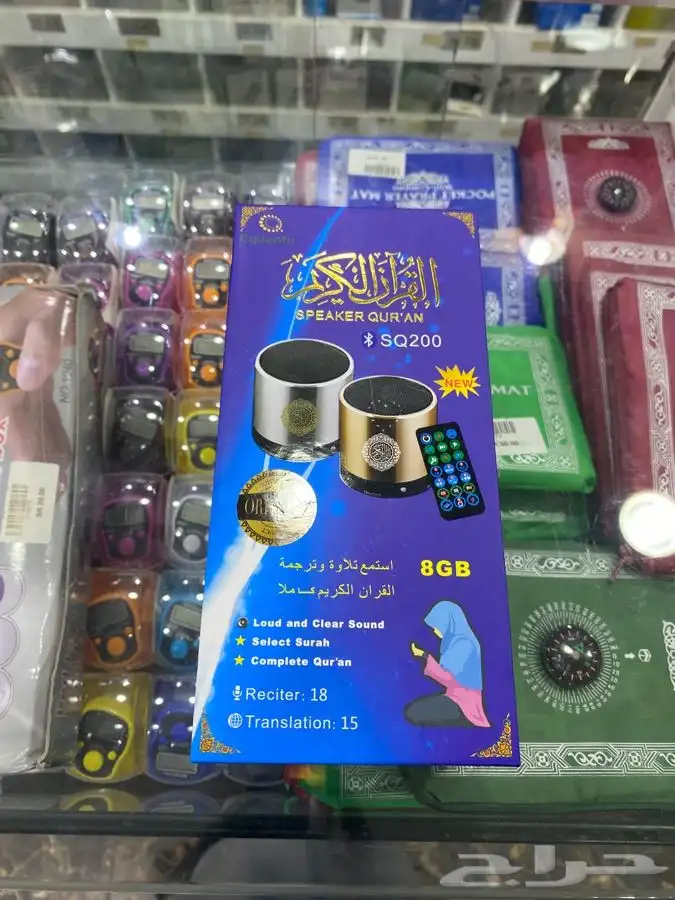 Equantu
القرآن الكريم
SPEAKER QUR'AN
SQ200
NEW
8GB
استمع تلاوة وترجمة
القران الكريم كاملا
Loud and Clear Sound
Select Surah
Complete Qur'an
Reciter: 18
Translation: 15
POCKET PRAYER MAT
MAT
حراج